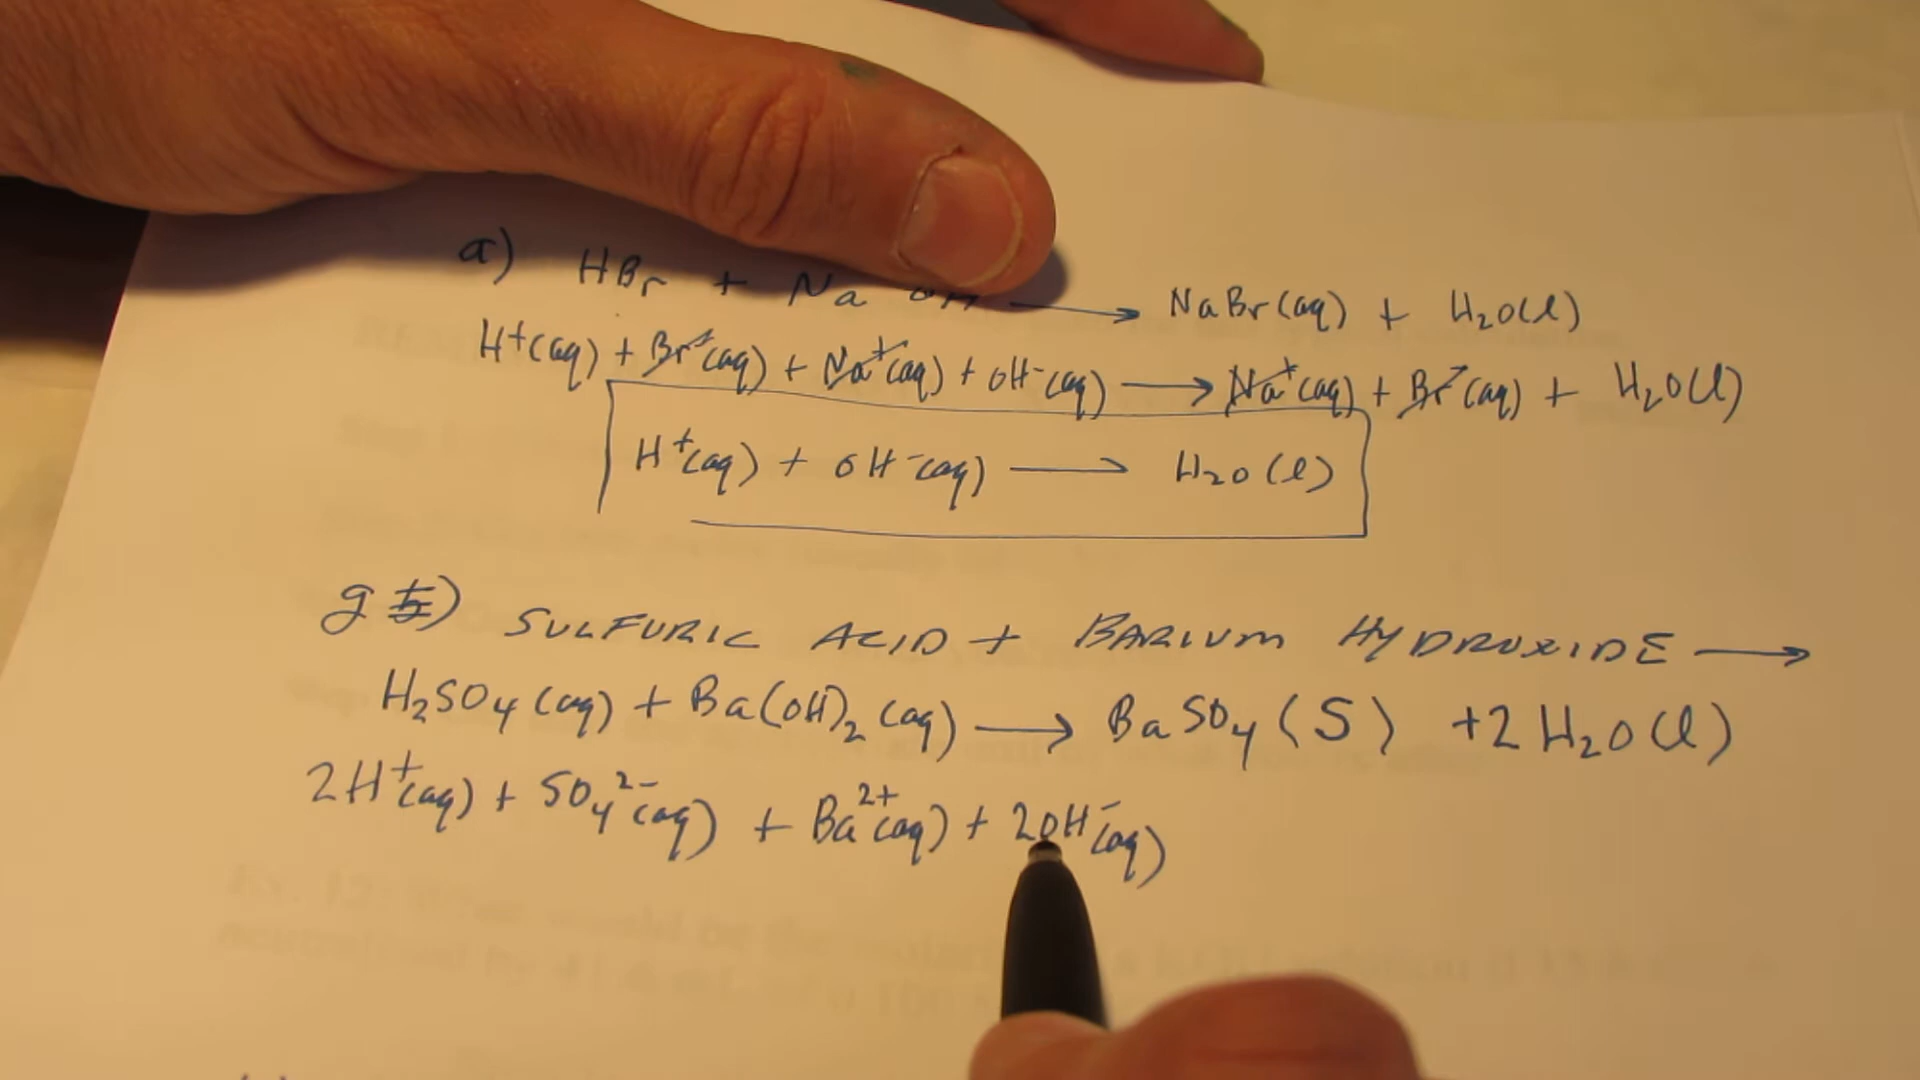 a) HBr + Na OH → NaBr(aq) + H₂O(l)
H⁺(aq) + Br⁻(aq) + Na⁺(aq) + OH⁻(aq) → Na⁺(aq) + Br⁻(aq) + H₂O(l)
H⁺(aq) + OH⁻(aq) → H₂O(l)
g) SULFURIC ACID + BARIUM HYDROXIDE →
H₂SO₄(aq) + Ba(OH)₂(aq) → BaSO₄(S) + 2H₂O(l)
2H⁺(aq) + SO₄²⁻(aq) + Ba²⁺(aq) + 2OH⁻(aq)